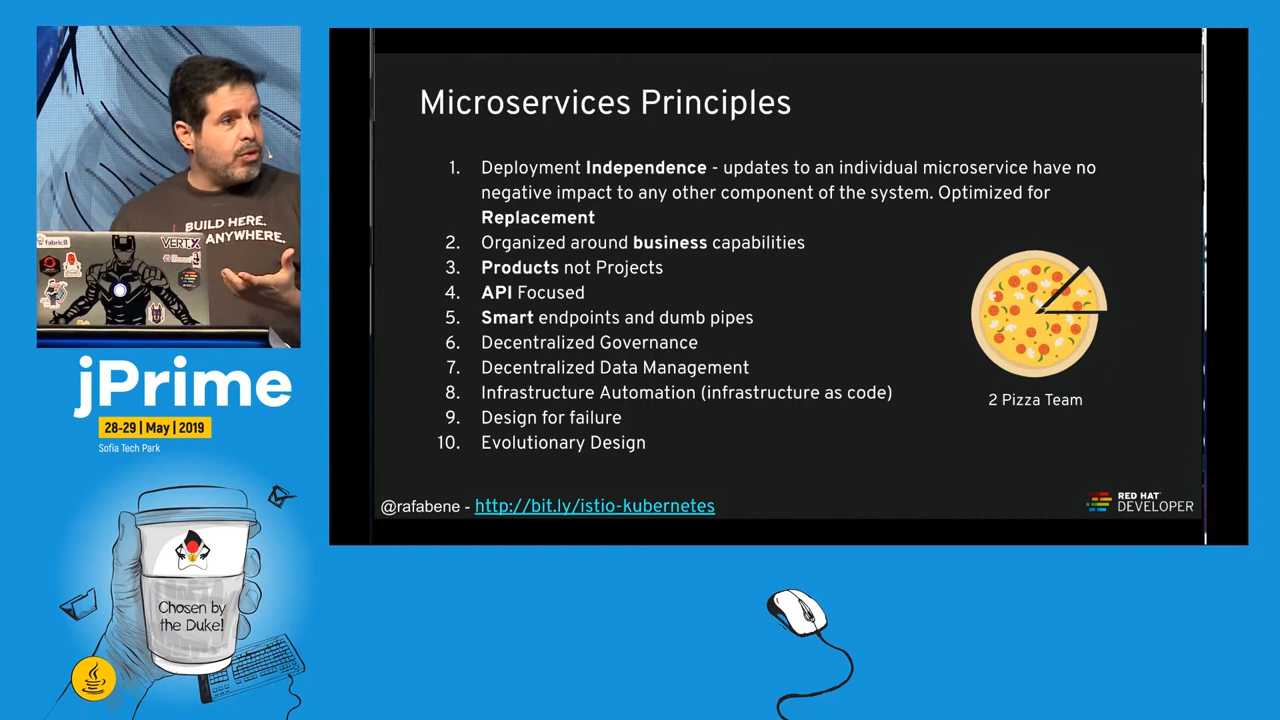 BUILD HERE.
ANYWHERE.
fabric8
VERT.X
jPrime
28-29 | May | 2019
Sofia Tech Park
Chosen by
the Duke!
Microservices Principles
1. Deployment Independence - updates to an individual microservice have no
negative impact to any other component of the system. Optimized for
Replacement
2. Organized around business capabilities
3. Products not Projects
4. API Focused
5. Smart endpoints and dumb pipes
6. Decentralized Governance
7. Decentralized Data Management
8. Infrastructure Automation (infrastructure as code)
9. Design for failure
10. Evolutionary Design
2 Pizza Team
@rafabene - http://bit.ly/istio-kubernetes
RED HAT
DEVELOPER